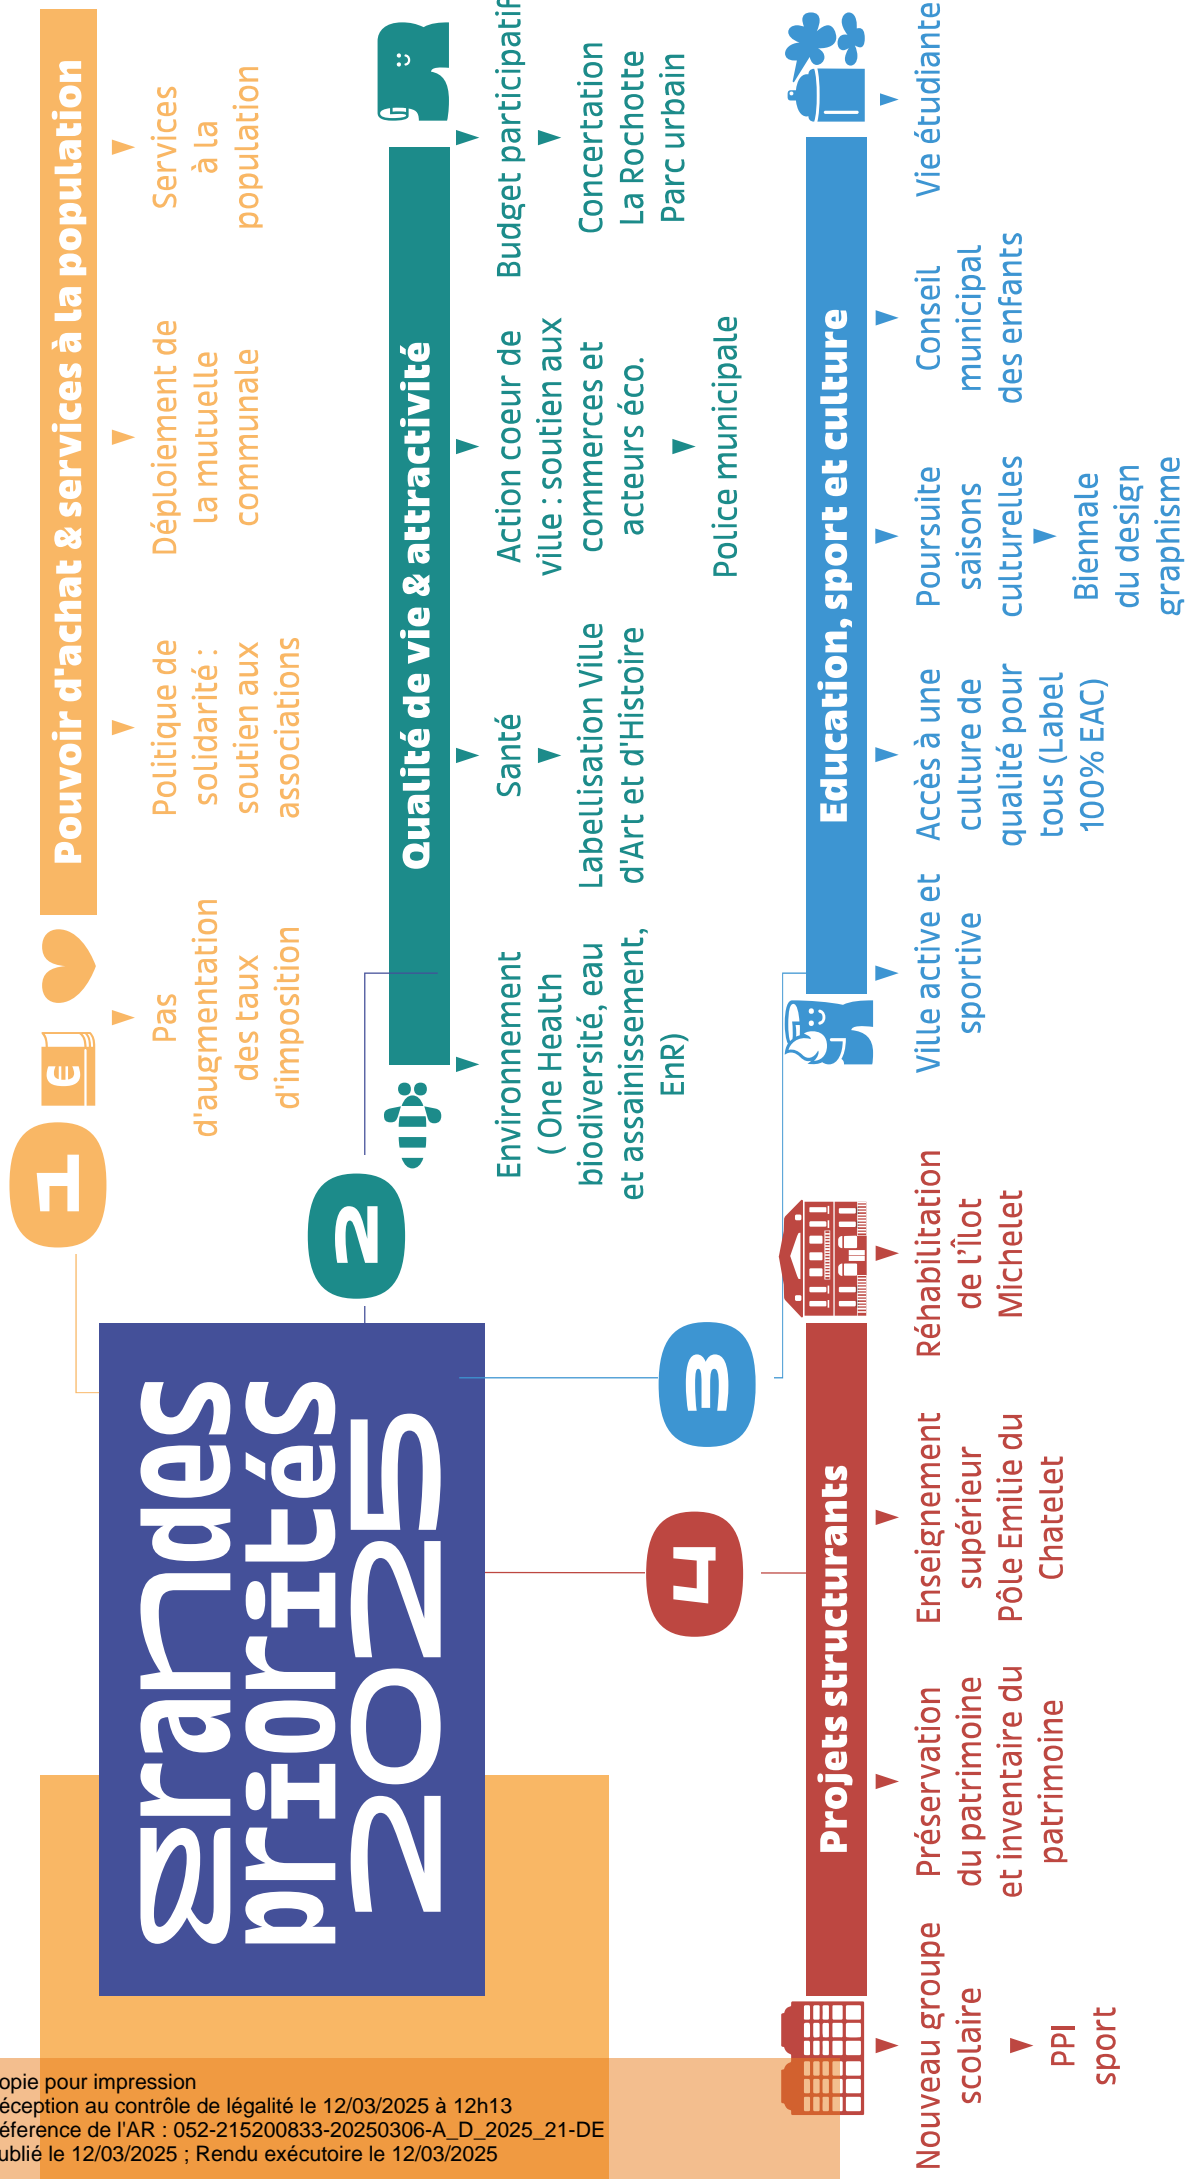 grandes
priorités
2025
1
Pouvoir d'achat & services à la population
Pas
d'augmentation
des taux
d'imposition
Politique de
solidarité :
soutien aux
associations
Déploiement de
la mutuelle
communale
Services
à la
population
2
Qualité de vie & attractivité
Environnement
( One Health
biodiversité, eau
et assainissement,
EnR)
Santé
Labellisation Ville
d'Art et d'Histoire
Action coeur de
ville : soutien aux
commerces et
acteurs éco.
Police municipale
Budget participatif
Concertation
La Rochotte
Parc urbain
3
Education, sport et culture
Ville active et
sportive
Accès à une
culture de
qualité pour
tous (Label
100% EAC)
Poursuite
saisons
culturelles
Biennale
du design
graphisme
Conseil
municipal
des enfants
Vie étudiante
4
Projets structurants
Nouveau groupe
scolaire
PPI
sport
Préservation
du patrimoine
et inventaire du
patrimoine
Enseignement
supérieur
Pôle Emilie du
Chatelet
Réhabilitation
de l'îlot
Michelet
€
opie pour impression
éception au contrôle de légalité le 12/03/2025 à 12h13
éference de l'AR : 052-215200833-20250306-A_D_2025_21-DE
ublié le 12/03/2025 ; Rendu exécutoire le 12/03/2025